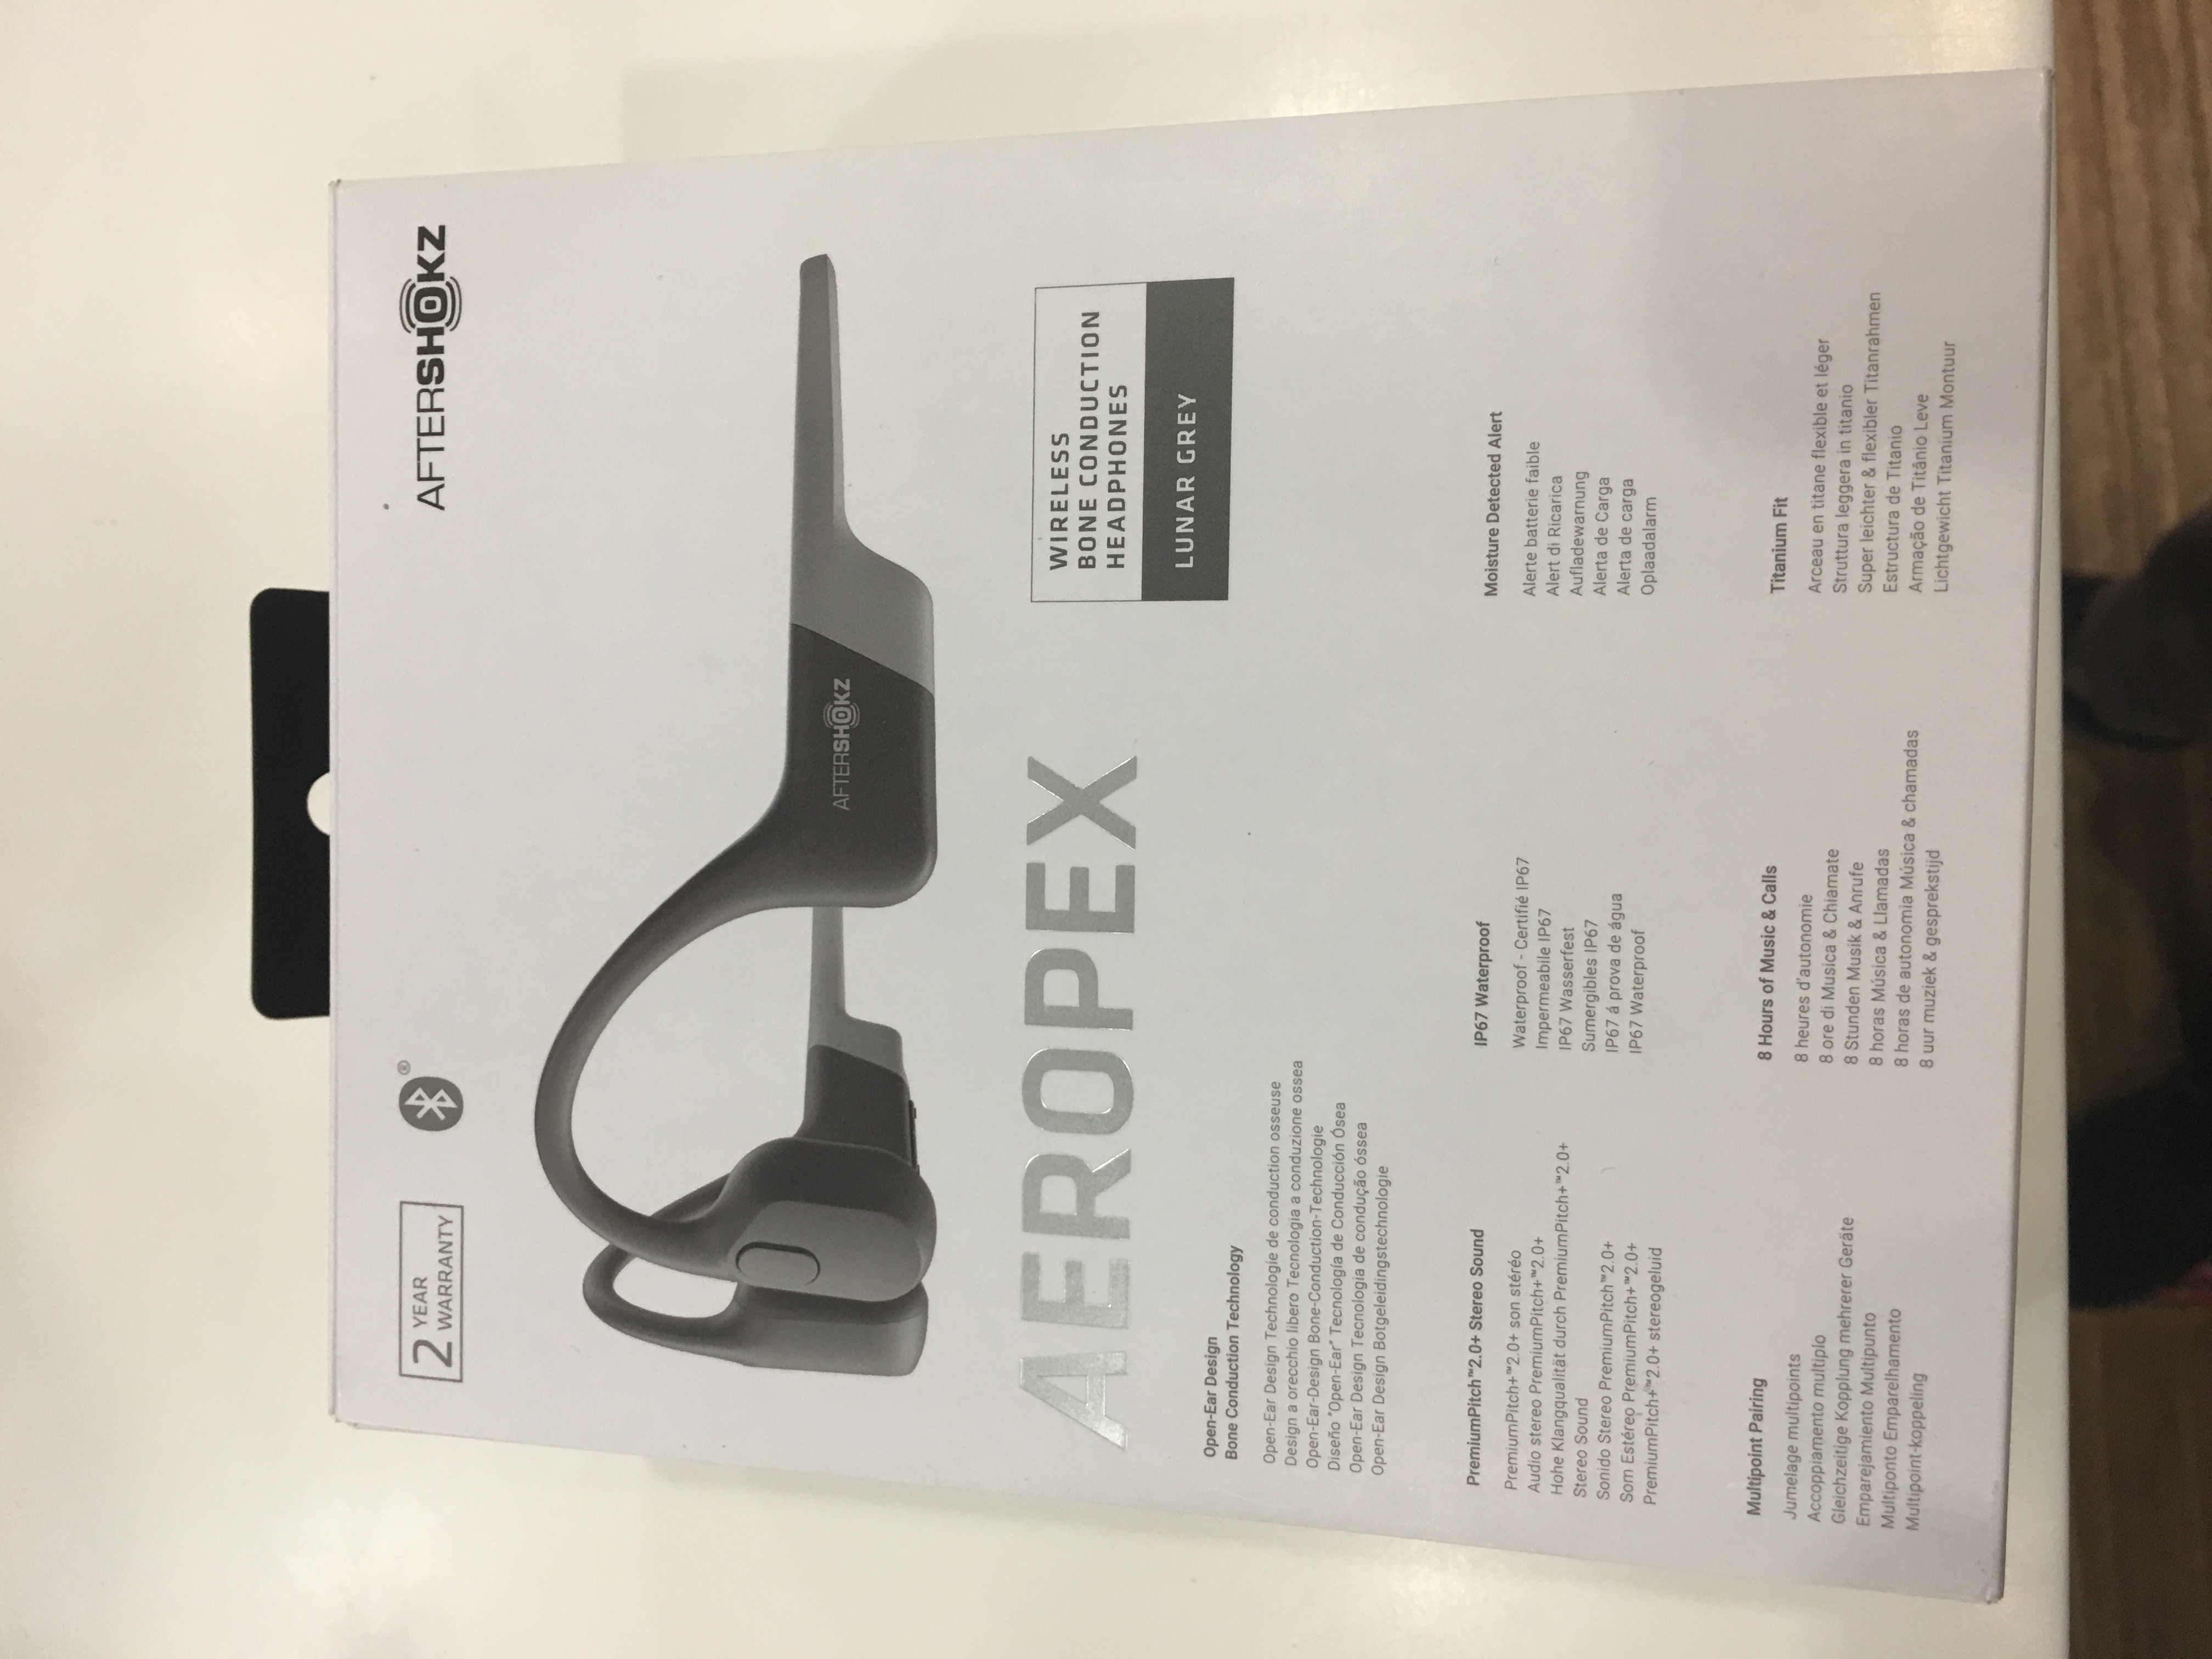 2 YEAR
WARRANTY
®
AFTERSHOKZ
AFTERSHOKZ
AEROPEX
WIRELESS
BONE CONDUCTION
HEADPHONES
LUNAR GREY
Open-Ear Design
Bone Conduction Technology
Open-Ear Design Technologie de conduction osseuse
Design a orecchio libero Tecnologia a conduzione ossea
Open-Ear-Design Bone-Conduction-Technologie
Diseño "Open-Ear" Tecnología de Conducción Ósea
Open-Ear Design Tecnologia de condução óssea
Open-Ear Design Botgeleidingstechnologie
PremiumPitch™2.0+ Stereo Sound
PremiumPitch+™2.0+ son stéréo
Audio stereo PremiumPitch+™2.0+
Hohe Klangqualität durch PremiumPitch+™2.0+
Stereo Sound
Sonido Stereo PremiumPitch™2.0+
Som Estéreo PremiumPitch+™2.0+
PremiumPitch+™2.0+ stereogeluid
IP67 Waterproof
Waterproof - Certifié IP67
Impermeabile IP67
IP67 Wasserfest
Sumergibles IP67
IP67 á prova de água
IP67 Waterproof
Moisture Detected Alert
Alerte batterie faible
Alert di Ricarica
Aufladewarnung
Alerta de Carga
Alerta de carga
Oplaadalarm
Multipoint Pairing
Jumelage multipoints
Accoppiamento multiplo
Gleichzeitige Kopplung mehrerer Geräte
Emparejamiento Multipunto
Multiponto Emparelhamento
Multipoint-koppeling
8 Hours of Music & Calls
8 heures d'autonomie
8 ore di Musica & Chiamate
8 Stunden Musik & Anrufe
8 horas Música & Llamadas
8 horas de autonomia Música & chamadas
8 uur muziek & gesprekstijd
Titanium Fit
Arceau en titane flexible et léger
Struttura leggera in titanio
Super leichter & flexibler Titanrahmen
Estructura de Titanio
Armação de Titânio Leve
Lichtgewicht Titanium Montuur